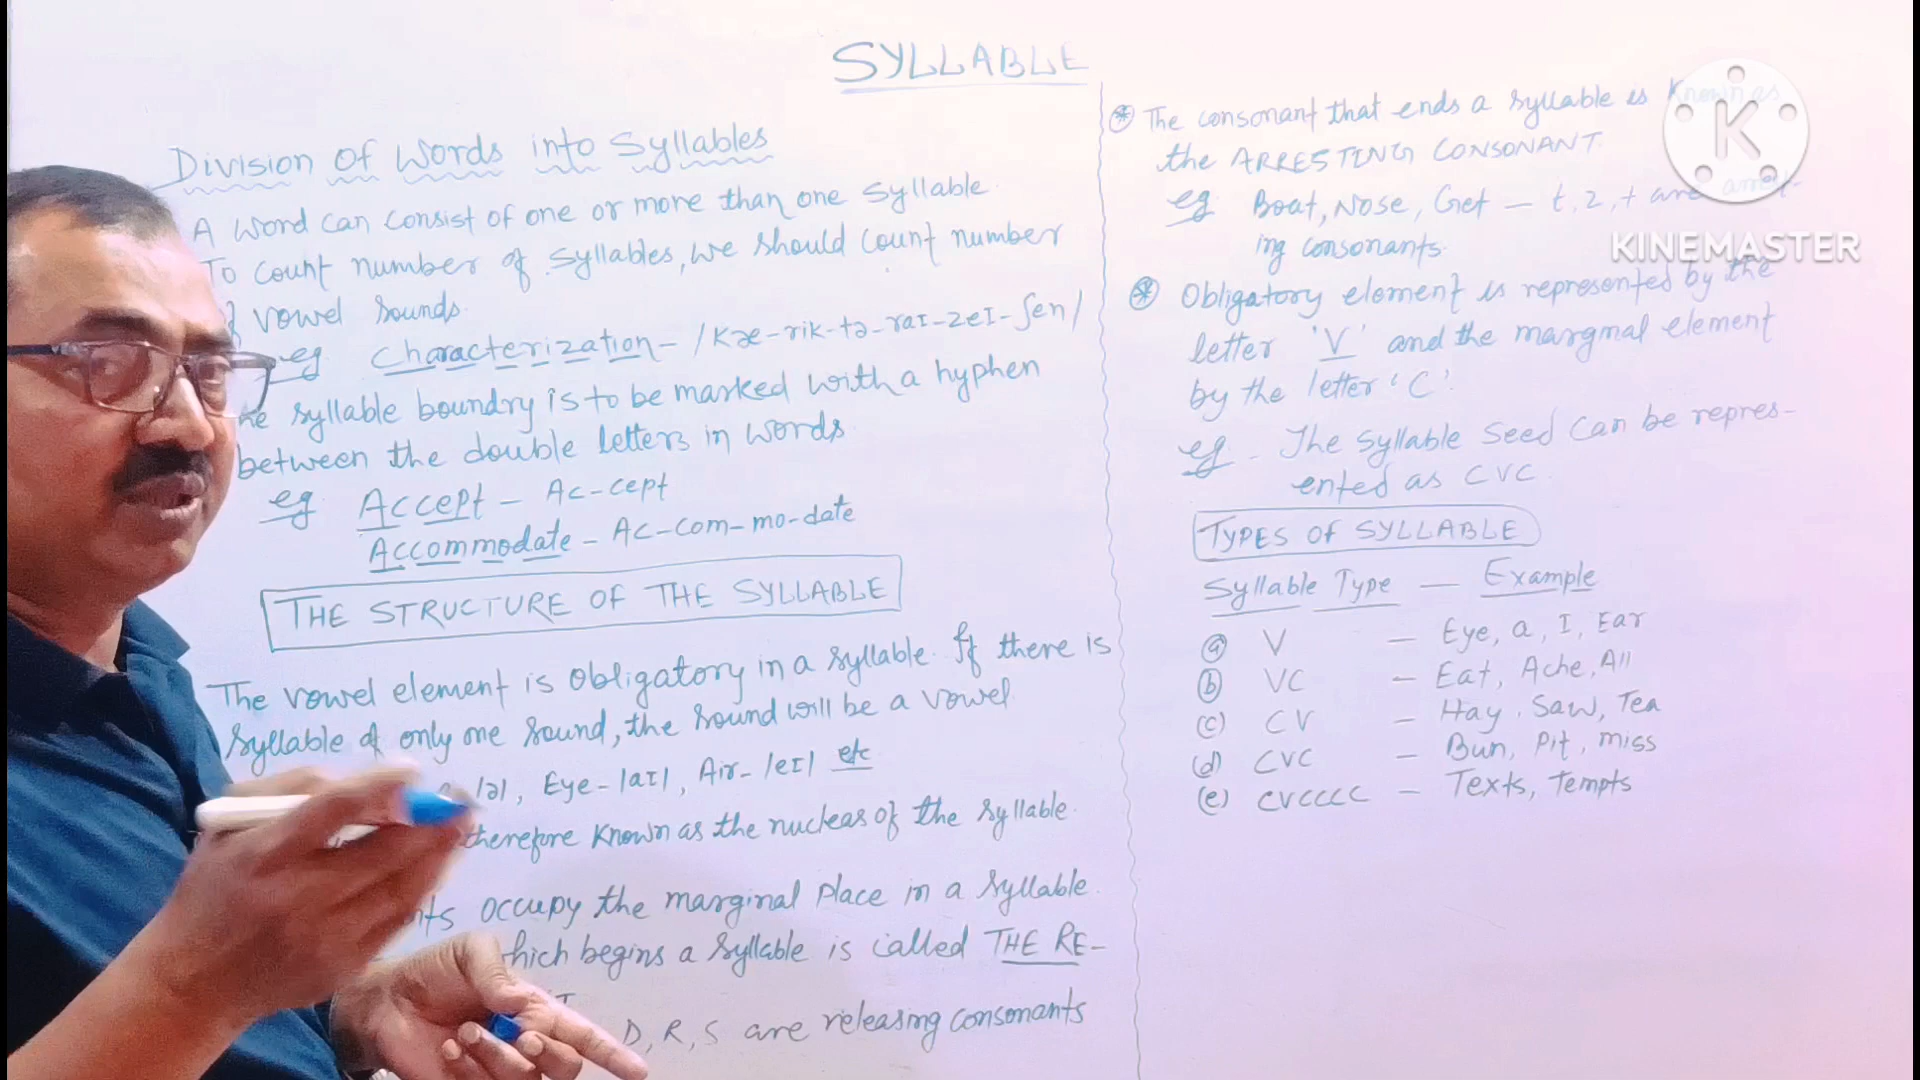 SYLLABLE
Division Of Words into Syllables
A Word can consist of one or more than one Syllable
To count number of Syllables, we should count number
of vowel sounds.
eg Characterization - /Kæ-rik-tə-raɪ-zeɪ-ʃen/
syllable boundry is to be marked with a hyphen
between the double letters in words.
eg Accept - Ac-cept
Accommodate - Ac-com-mo-date
THE STRUCTURE OF THE SYLLABLE
The vowel element is obligatory in a syllable. If there is
syllable of only one sound, the sound will be a vowel
/ə/, Eye-/aɪ/, Air-/eɪ/ etc
therefore known as the nucleas of the syllable.
occupy the marginal place in a syllable.
begins a syllable is called THE RE-
D, R, S are releasing consonants
* The consonant that ends a syllable is known as
the ARRESTING CONSONANT.
eg Boat, Nose, Get - t, z, t are arrest-
ing consonants.
* Obligatory element is represented by the
letter 'V' and the margmal element
by the letter 'C'.
eg - The syllable Seed can be repres-
ented as CVC.
TYPES OF SYLLABLE
Syllable Type - Example
(a) V - Eye, a, I, Ear
(b) VC - Eat, Ache, All
(c) CV - Hay, Saw, Tea
(d) CVC - Bun, Pit, miss
(e) CVCCCC - Texts, Tempts
K
KINEMASTER